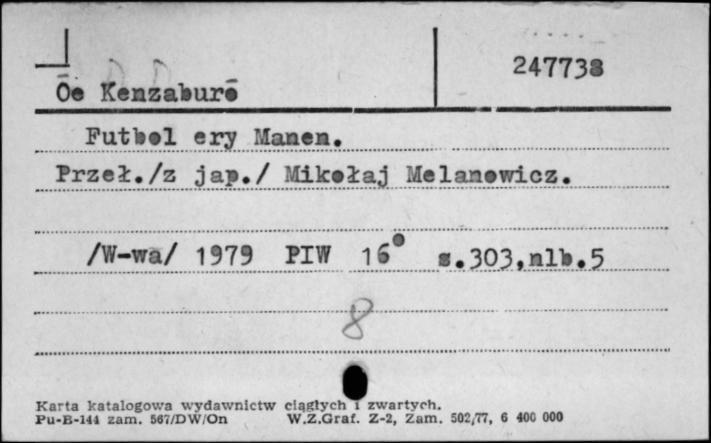 247738
Ōe Kenzaburō
Futbol ery Manen.
Przeł./z jap./ Mikołaj Melanowicz.
/W-wa/ 1979 PIW 16° s.303,nlb.5
8
Karta katalogowa wydawnictw ciągłych i zwartych.
Pu-B-144 zam. 567/DW/On W.Z.Graf. Z-2, Zam. 502/77, 6 400 000